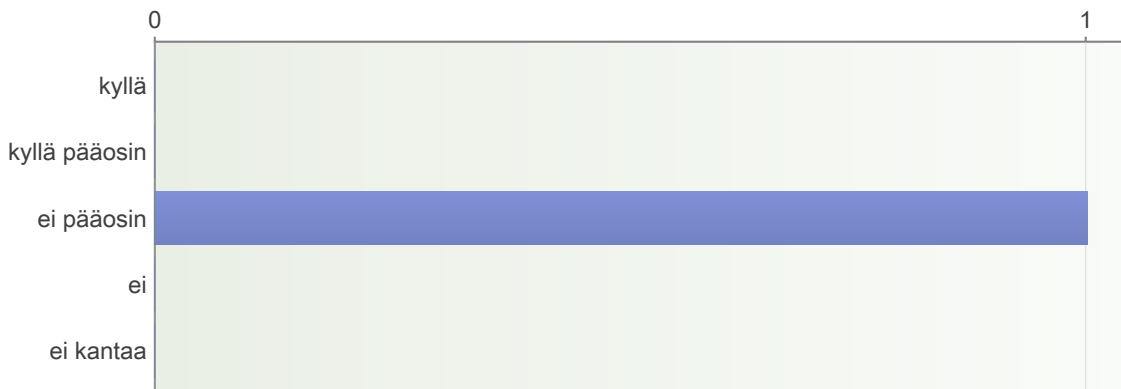 0 1
kyllä
kyllä pääosin
ei pääosin
ei
ei kantaa